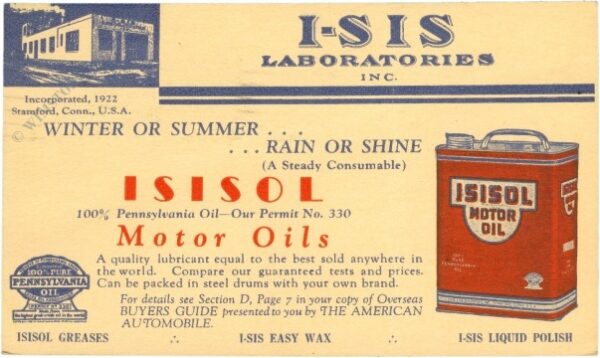 I-SIS
LABORATORIES
INC.
Incorporated, 1922
Stamford, Conn., U.S.A.
WINTER OR SUMMER . . .
. . . RAIN OR SHINE
(A Steady Consumable)
ISISOL
100% Pennsylvania Oil—Our Permit No. 330
Motor Oils
A quality lubricant equal to the best sold anywhere in
the world. Compare our guaranteed tests and prices.
Can be packed in steel drums with your own brand.
For details see Section D, Page 7 in your copy of Overseas
BUYERS GUIDE presented to you by THE AMERICAN
AUTOMOBILE.
100% PURE
PENNSYLVANIA
OIL
ISISOL
MOTOR
OIL
100% PURE
PENNSYLVANIA
OIL
ISISOL GREASES ∴ I-SIS EASY WAX ∴ I-SIS LIQUID POLISH